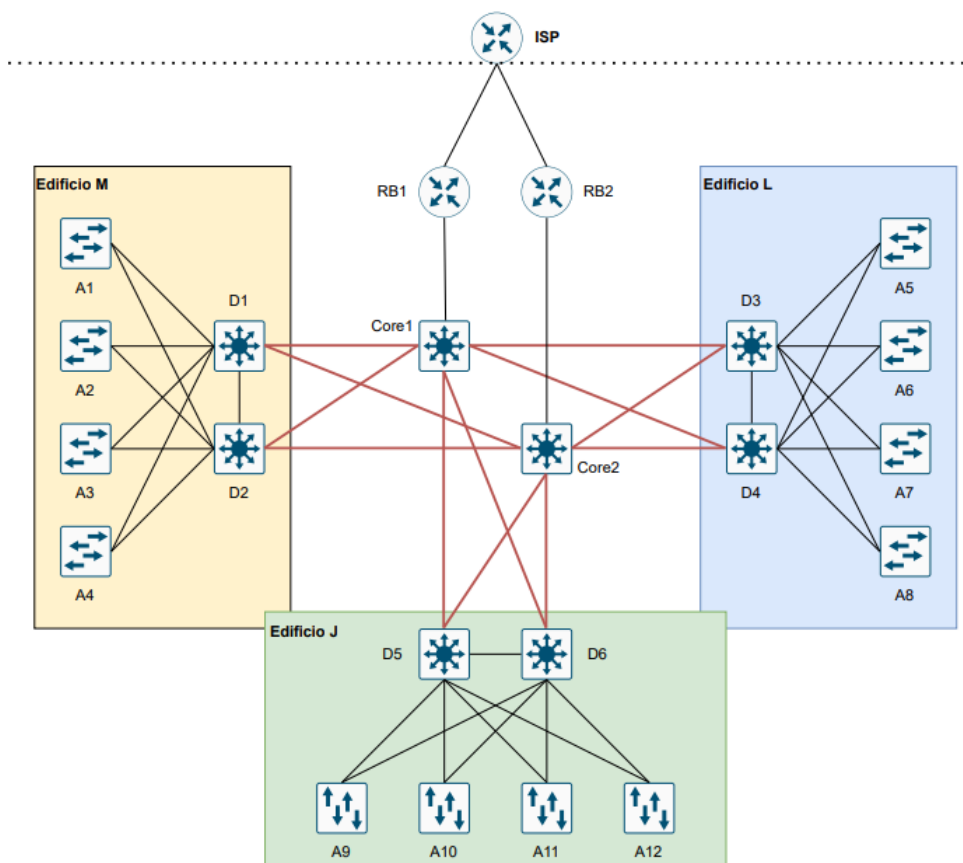 ISP
RB1
RB2
Edificio M
Edificio L
A1
A5
D1
D3
Core1
A2
A6
Core2
A3
D2
D4
A7
A4
A8
Edificio J
D5
D6
A9
A10
A11
A12